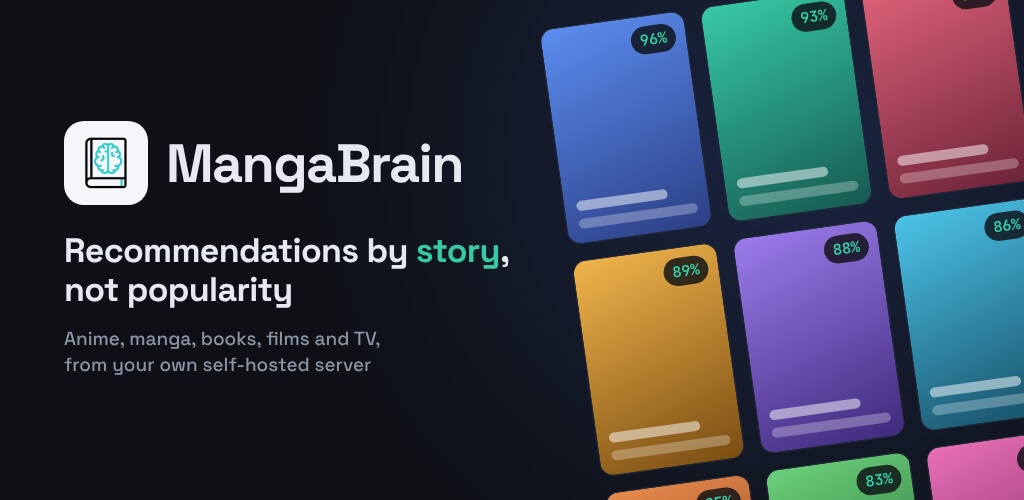 96%
93%
MangaBrain
Recommendations by story,
not popularity
Anime, manga, books, films and TV,
from your own self-hosted server
89%
88%
86%
83%